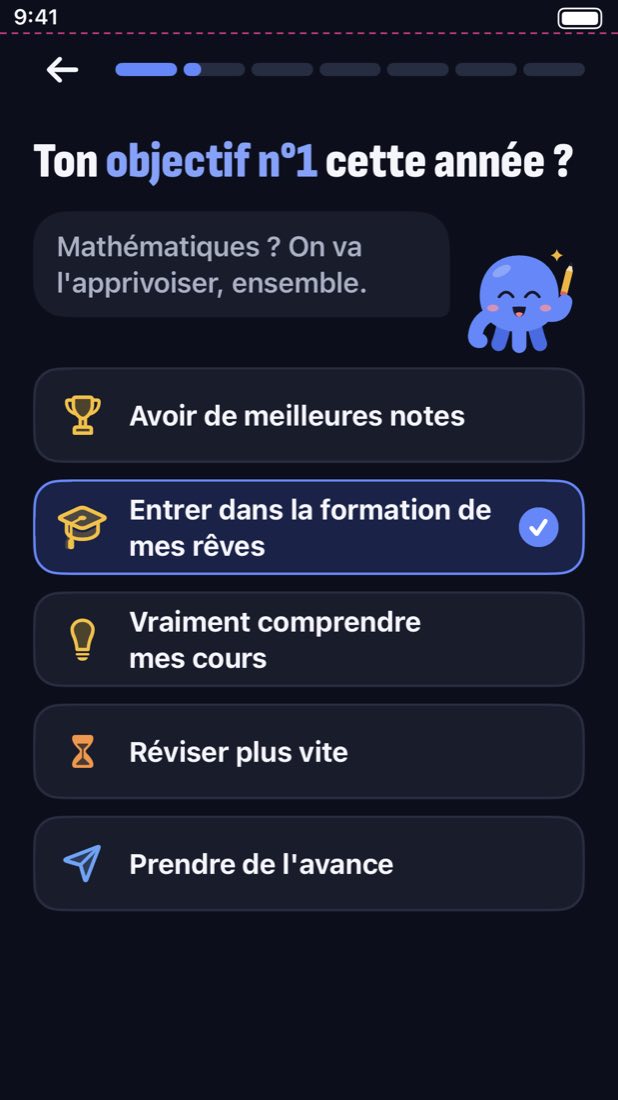 9:41
Ton objectif n°1 cette année ?
Mathématiques ? On va
l'apprivoiser, ensemble.
Avoir de meilleures notes
Entrer dans la formation de
mes rêves
Vraiment comprendre
mes cours
Réviser plus vite
Prendre de l'avance